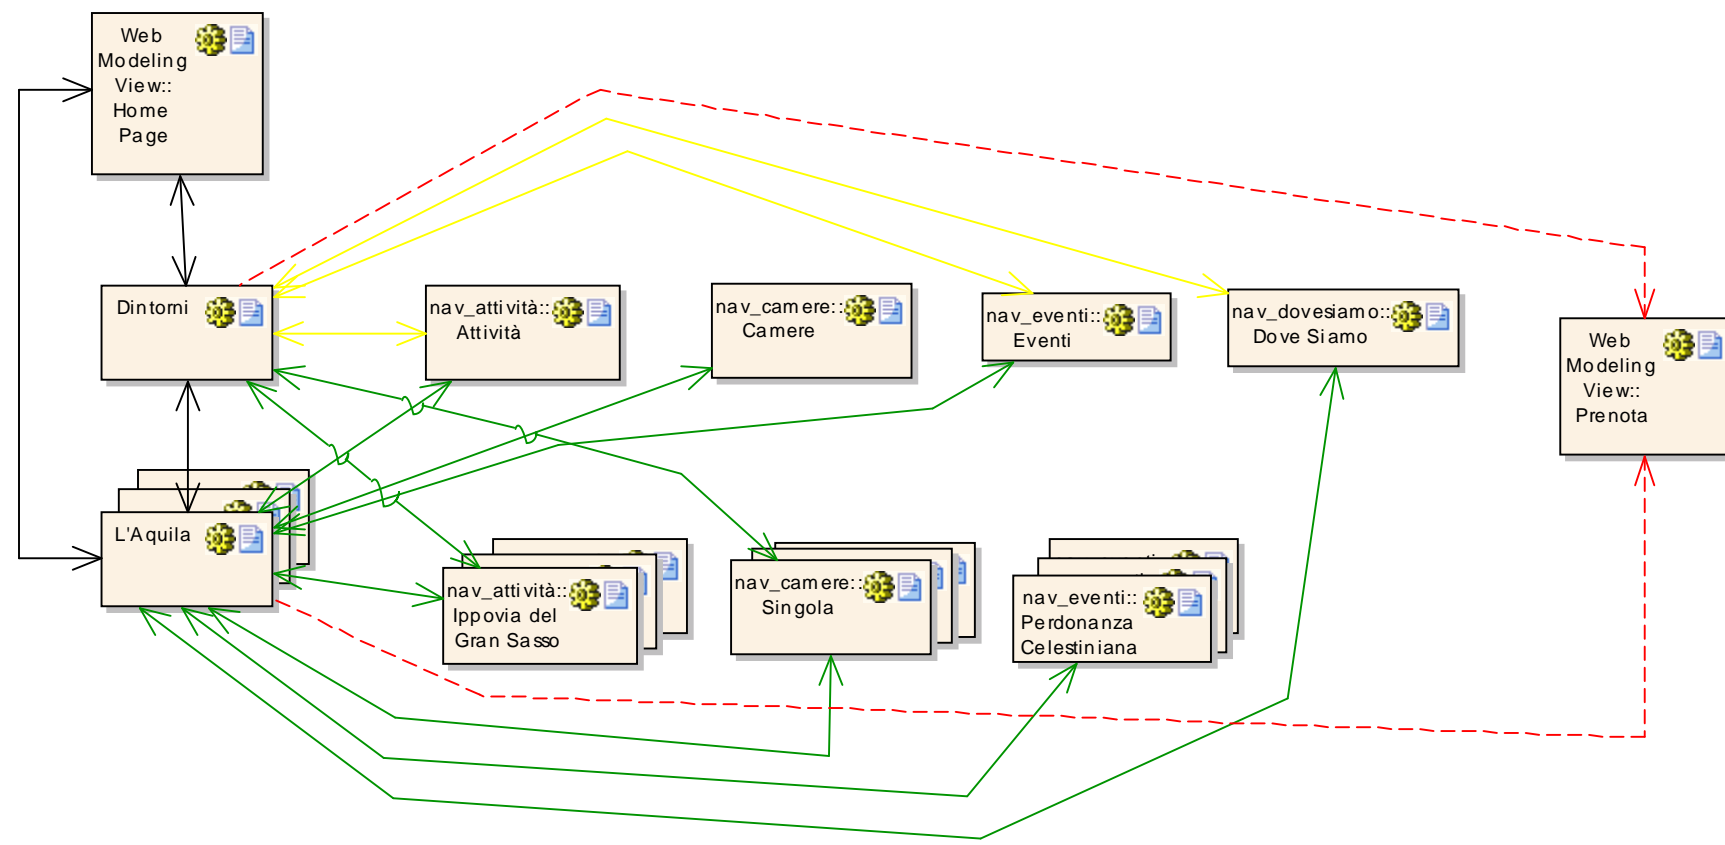 Web
Modeling
View::
Home
Page
Dintorni
nav_attività::
Attività
nav_camere::
Camere
nav_eventi::
Eventi
nav_dovesiamo::
Dove Siamo
Web
Modeling
View::
Prenota
L'Aquila
nav_attività::
Ippovia del
Gran Sasso
nav_camere::
Singola
nav_eventi::
Perdonanza
Celestiniana